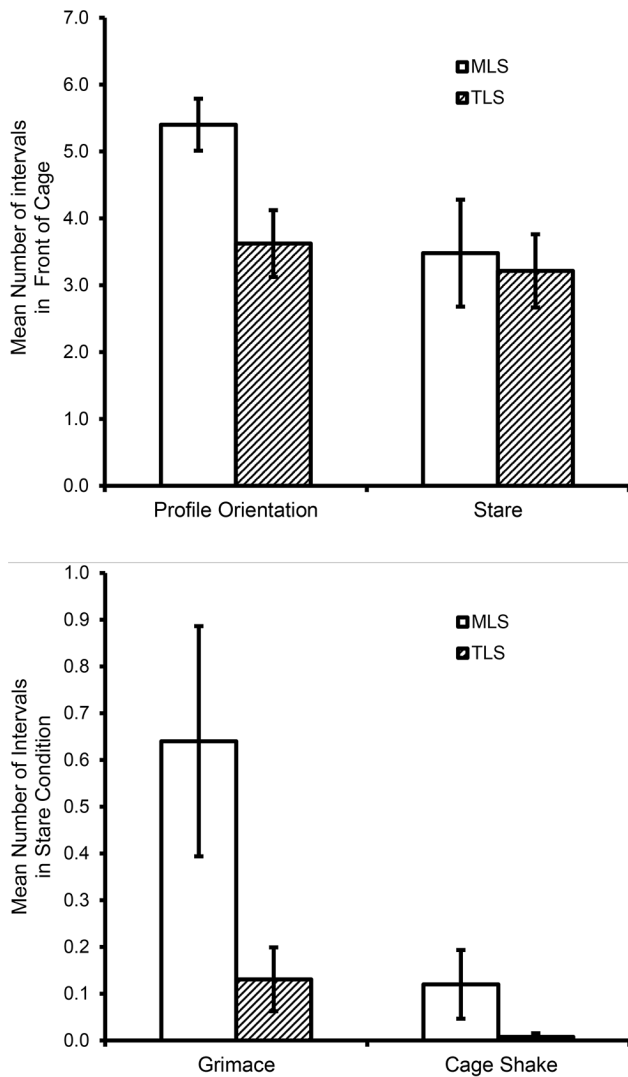 7.0
6.0
5.0
4.0
3.0
2.0
1.0
0.0
Mean Number of intervals
in Front of Cage
MLS
TLS
Profile Orientation
Stare
1.0
0.9
0.8
0.7
0.6
0.5
0.4
0.3
0.2
0.1
0.0
Mean Number of Intervals
in Stare Condition
MLS
TLS
Grimace
Cage Shake